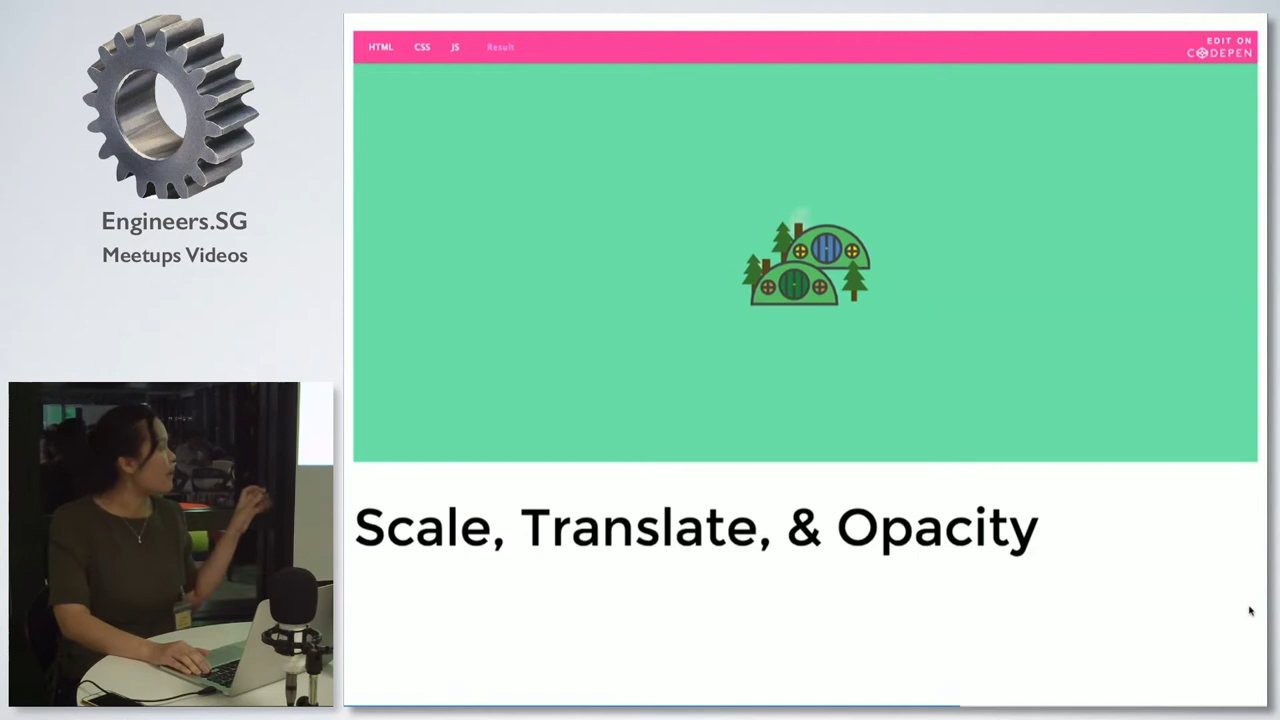 Engineers.SG
Meetups Videos
HTML CSS JS Result
EDIT ON
CODEPEN
Scale, Translate, & Opacity